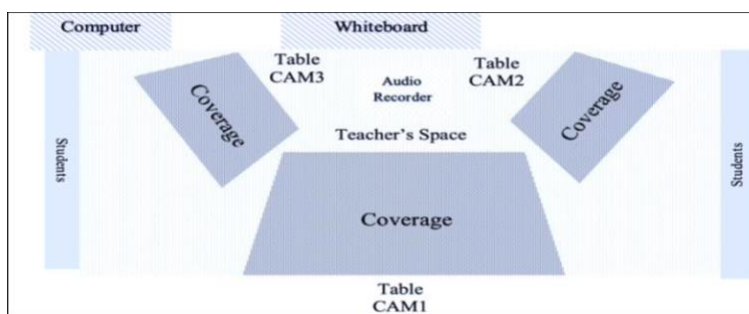 Computer
Whiteboard
Table
CAM3
Table
CAM2
Audio
Recorder
Coverage
Coverage
Students
Students
Teacher's Space
Coverage
Table
CAM1